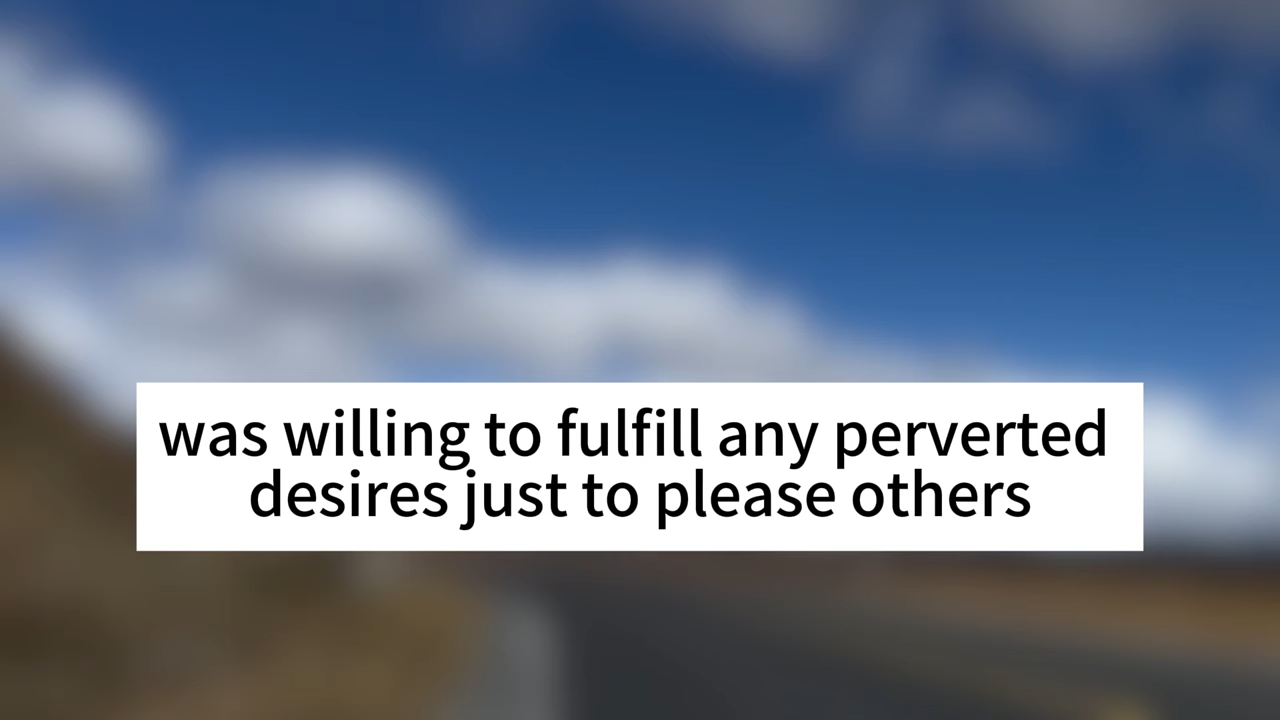 was willing to fulfill any perverted
desires just to please others